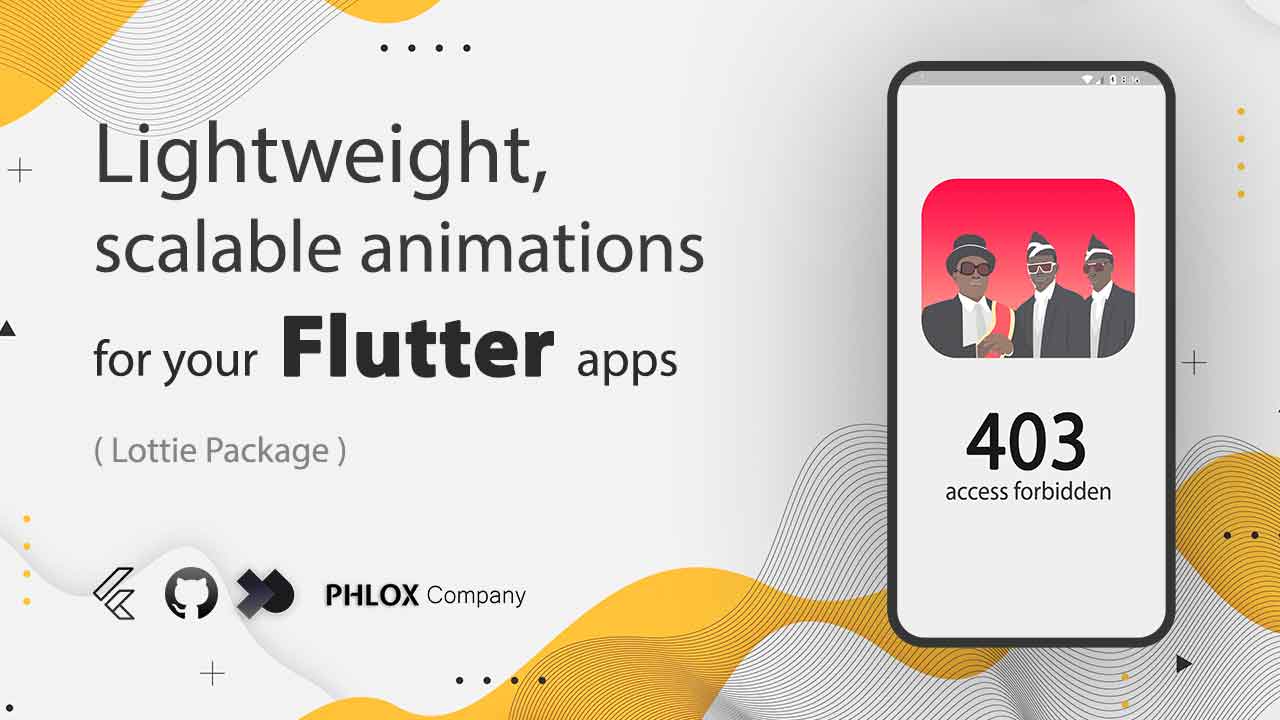 Lightweight,
scalable animations
for your Flutter apps
( Lottie Package )
PHLOX Company
403
access forbidden